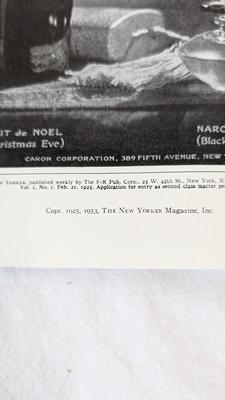 IT de NOEL
NARC
ristmas Eve)
(Black
CARON CORPORATION, 389 FIFTH AVENUE, NEW
Yorker, published weekly by The F-R Pub. Corp., 25 W. 45th St., New York, N
Vol. 1, No. 1. Feb. 21, 1925. Application for entry as second class matter pe
Copr. 1925, 1953, THE NEW YORKER Magazine, Inc.